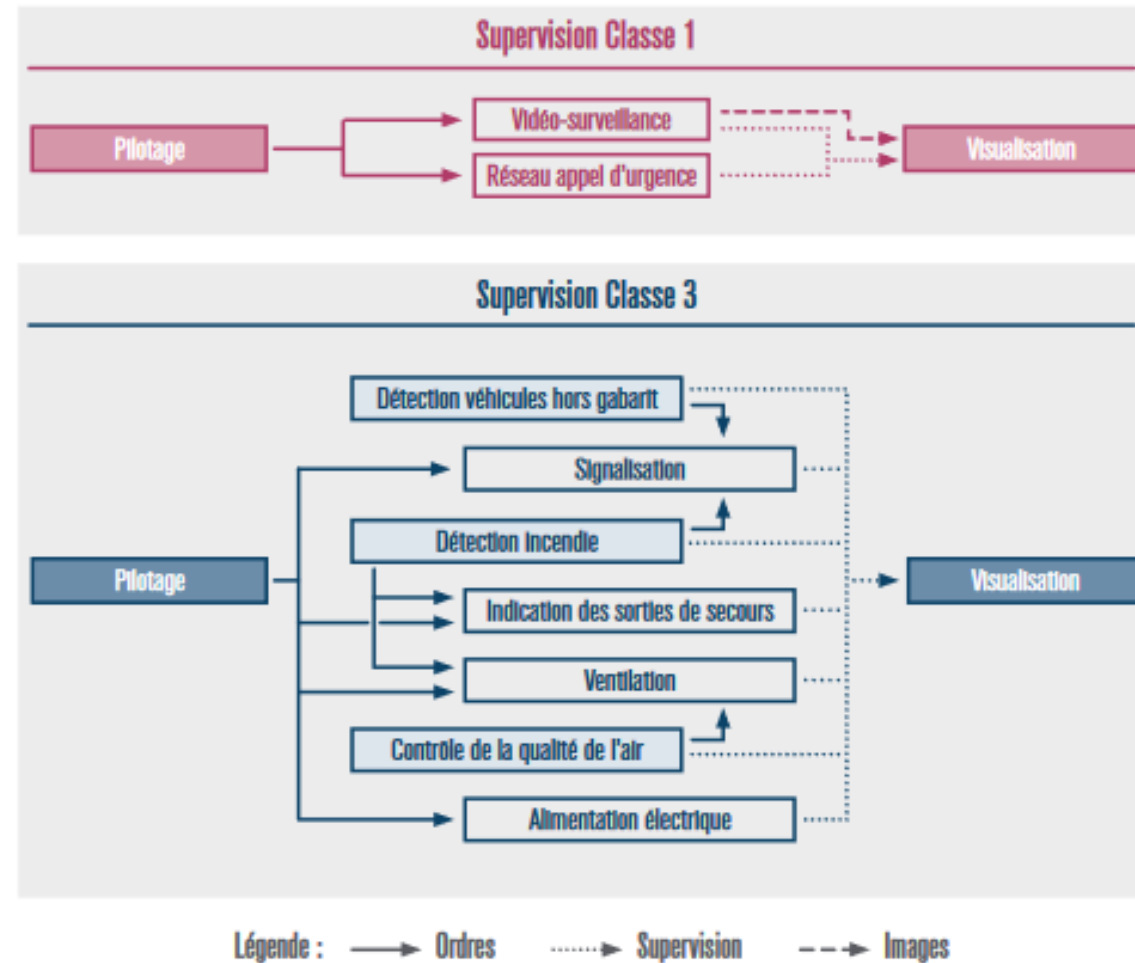 Supervision Classe 1
Pilotage
Vidéo-surveillance
Réseau appel d'urgence
Visualisation
Supervision Classe 3
Détection véhicules hors gabarit
Signalisation
Détection incendie
Pilotage
Visualisation
Indication des sorties de secours
Ventilation
Contrôle de la qualité de l'air
Alimentation électrique
Légende : Ordres Supervision Images